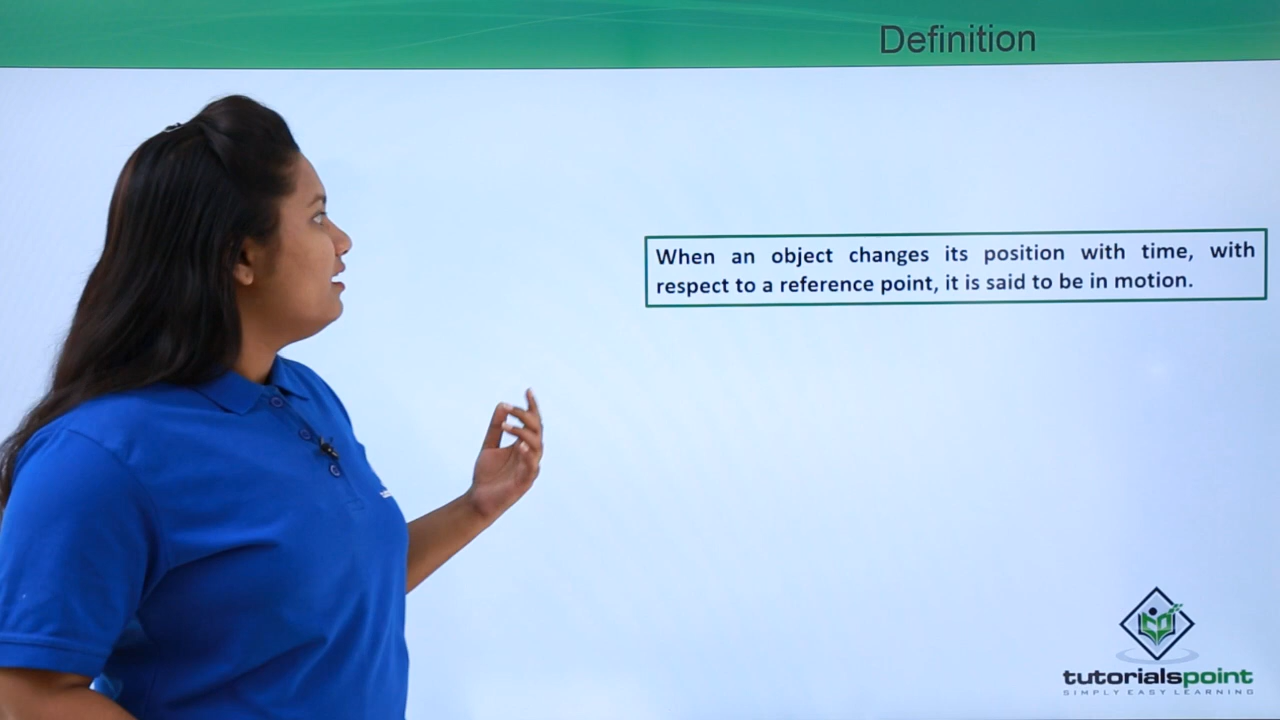 Definition
When an object changes its position with time, with
respect to a reference point, it is said to be in motion.
tutorialspoint
SIMPLY EASY LEARNING